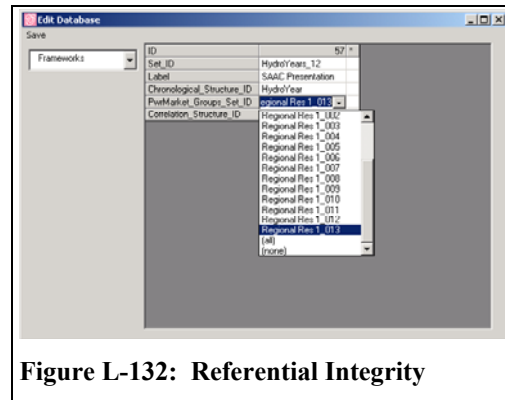 Edit Database
Save
Frameworks
ID 57 *
Set_ID HydroYears_12
Label SAAC Presentation
Chronological_Structure_ID HydroYear
PwrMarket_Groups_Set_ID egional Res 1_013
Correlation_Structure_ID
Regional Res 1_002
Regional Res 1_003
Regional Res 1_004
Regional Res 1_005
Regional Res 1_006
Regional Res 1_007
Regional Res 1_008
Regional Res 1_009
Regional Res 1_010
Regional Res 1_011
Regional Res 1_012
Regional Res 1_013
(all)
(none)
Figure L-132: Referential Integrity